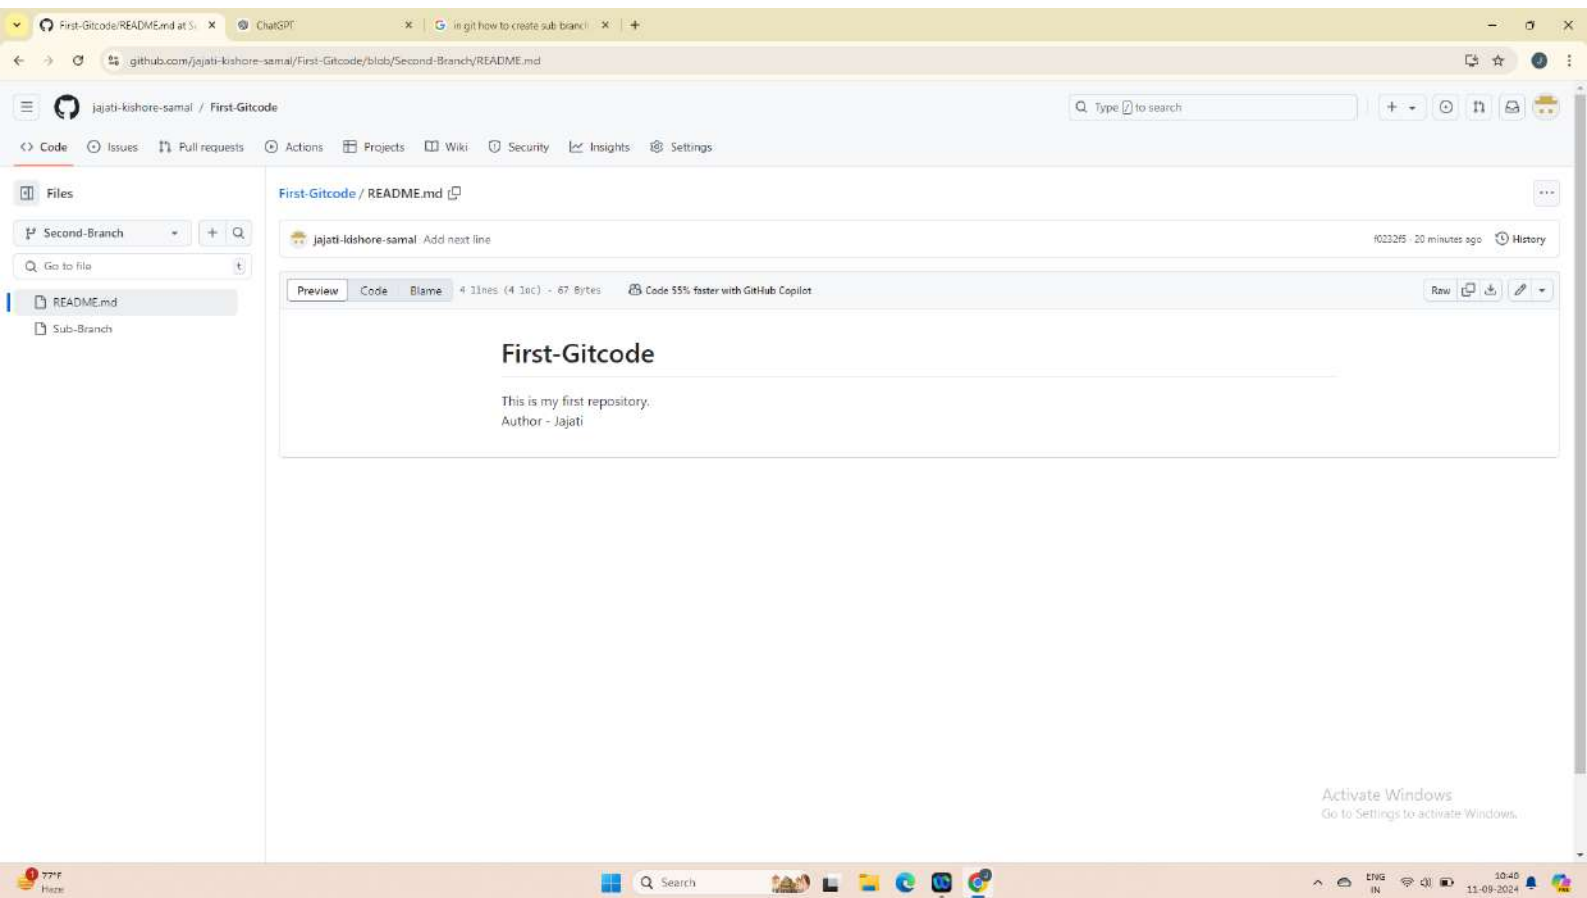 First-Gitcode/README.md at S
ChatGPT
in git how to create sub branch
github.com/jajati-kishore-samal/First-Gitcode/blob/Second-Branch/README.md
jajati-kishore-samal / First-Gitcode
Type / to search
Code Issues Pull requests Actions Projects Wiki Security Insights Settings
Files
First-Gitcode / README.md
Second-Branch
jajati-kishore-samal Add next line
f0232f5 · 20 minutes ago History
Go to file t
Preview Code Blame 4 lines (4 loc) · 67 Bytes Code 55% faster with GitHub Copilot Raw
README.md
Sub-Branch
First-Gitcode
This is my first repository.
Author - Jajati
Activate Windows
Go to Settings to activate Windows.
1 77°F
Haze
Search
ENG
IN
10:40
11-09-2024